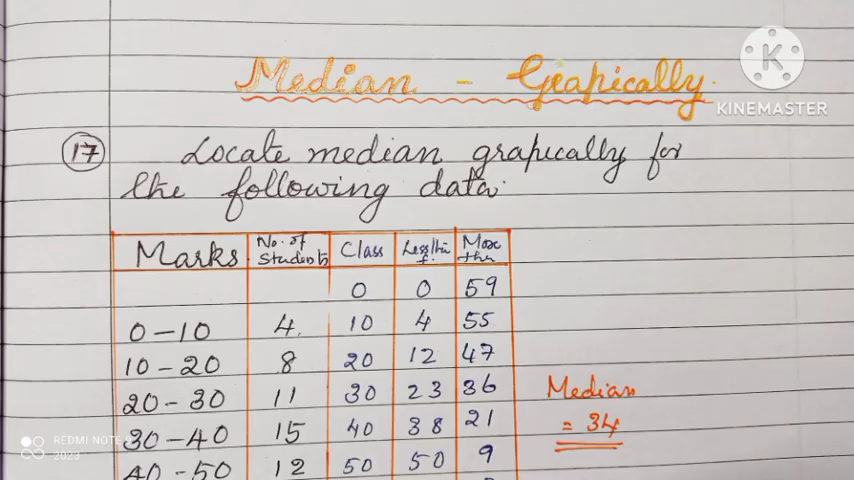 Median - Grapically
KINEMASTER
17 Locate median grapically for
the following data.
Marks No. of Students Class Less thn f. More thn
0 0 59
0-10 4 10 4 55
10-20 8 20 12 47
20-30 11 30 23 36
30-40 15 40 38 21
40-50 12 50 50 9
Median
= 34
REDMI NOTE
2023